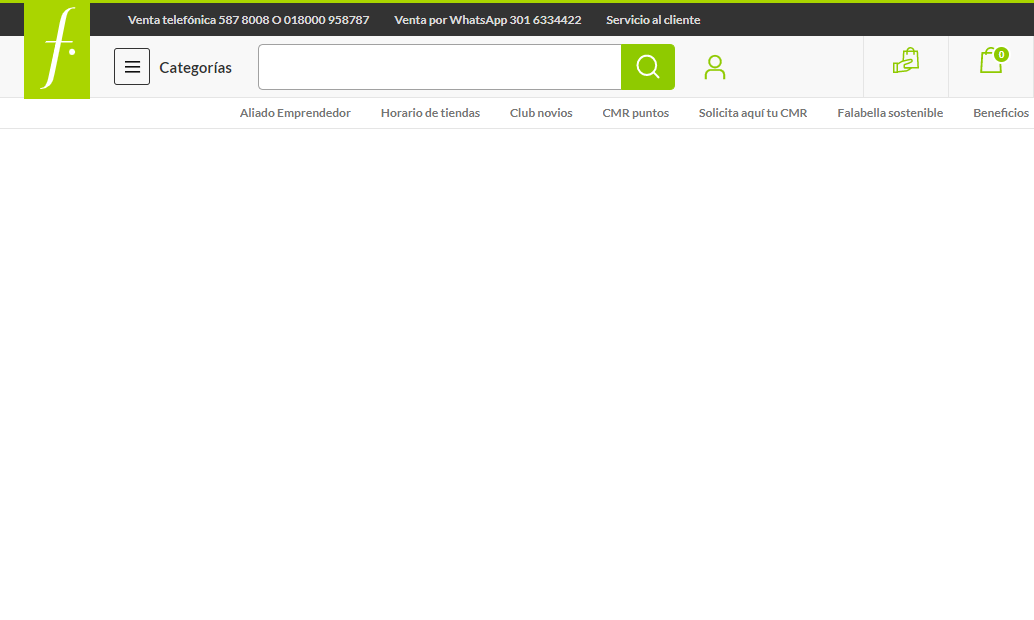 Venta telefónica 587 8008 O 018000 958787 Venta por WhatsApp 301 6334422 Servicio al cliente
f.
Categorías
0
Aliado Emprendedor Horario de tiendas Club novios CMR puntos Solicita aquí tu CMR Falabella sostenible Beneficios